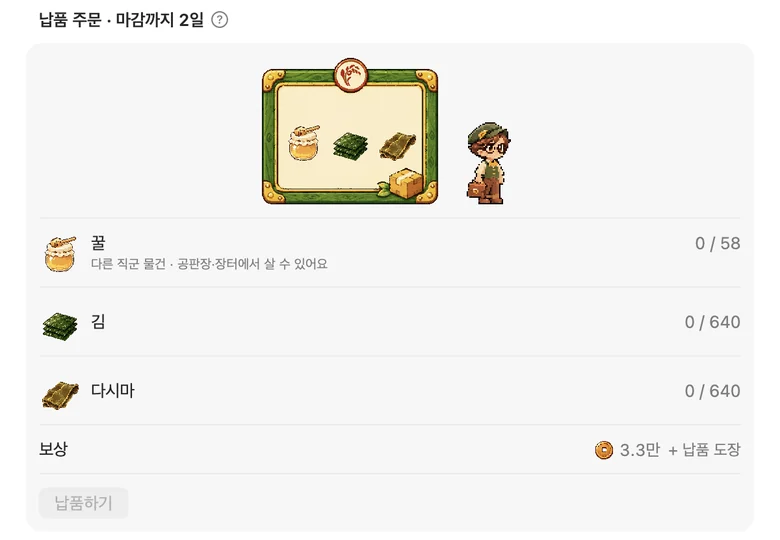 납품 주문 · 마감까지 2일 ?
꿀 0 / 58
다른 직군 물건 · 공판장·장터에서 살 수 있어요
김 0 / 640
다시마 0 / 640
보상 3.3만 + 납품 도장
납품하기